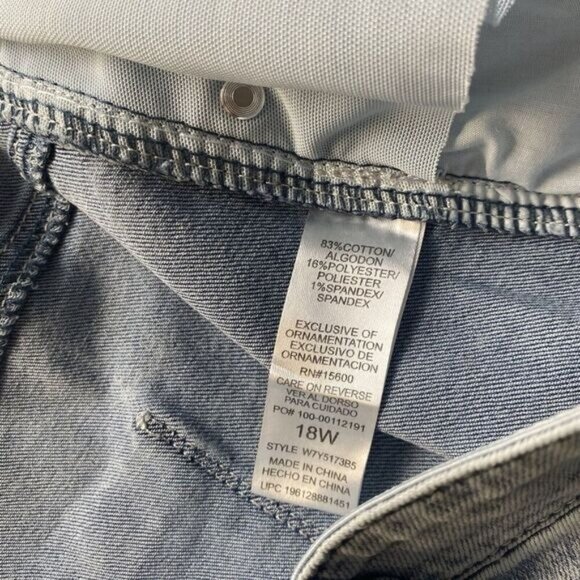 83%COTTON/
ALGODON
16%POLYESTER/
POLIESTER
1%SPANDEX/
SPANDEX
EXCLUSIVE OF
ORNAMENTATION
EXCLUSIVO DE
ORNAMENTACION
RN#15600
CARE ON REVERSE
VER AL DORSO
PARA CUIDADO
PO# 100-00112191
18W
STYLE W7Y5173B5
MADE IN CHINA
HECHO EN CHINA
UPC 196128881451